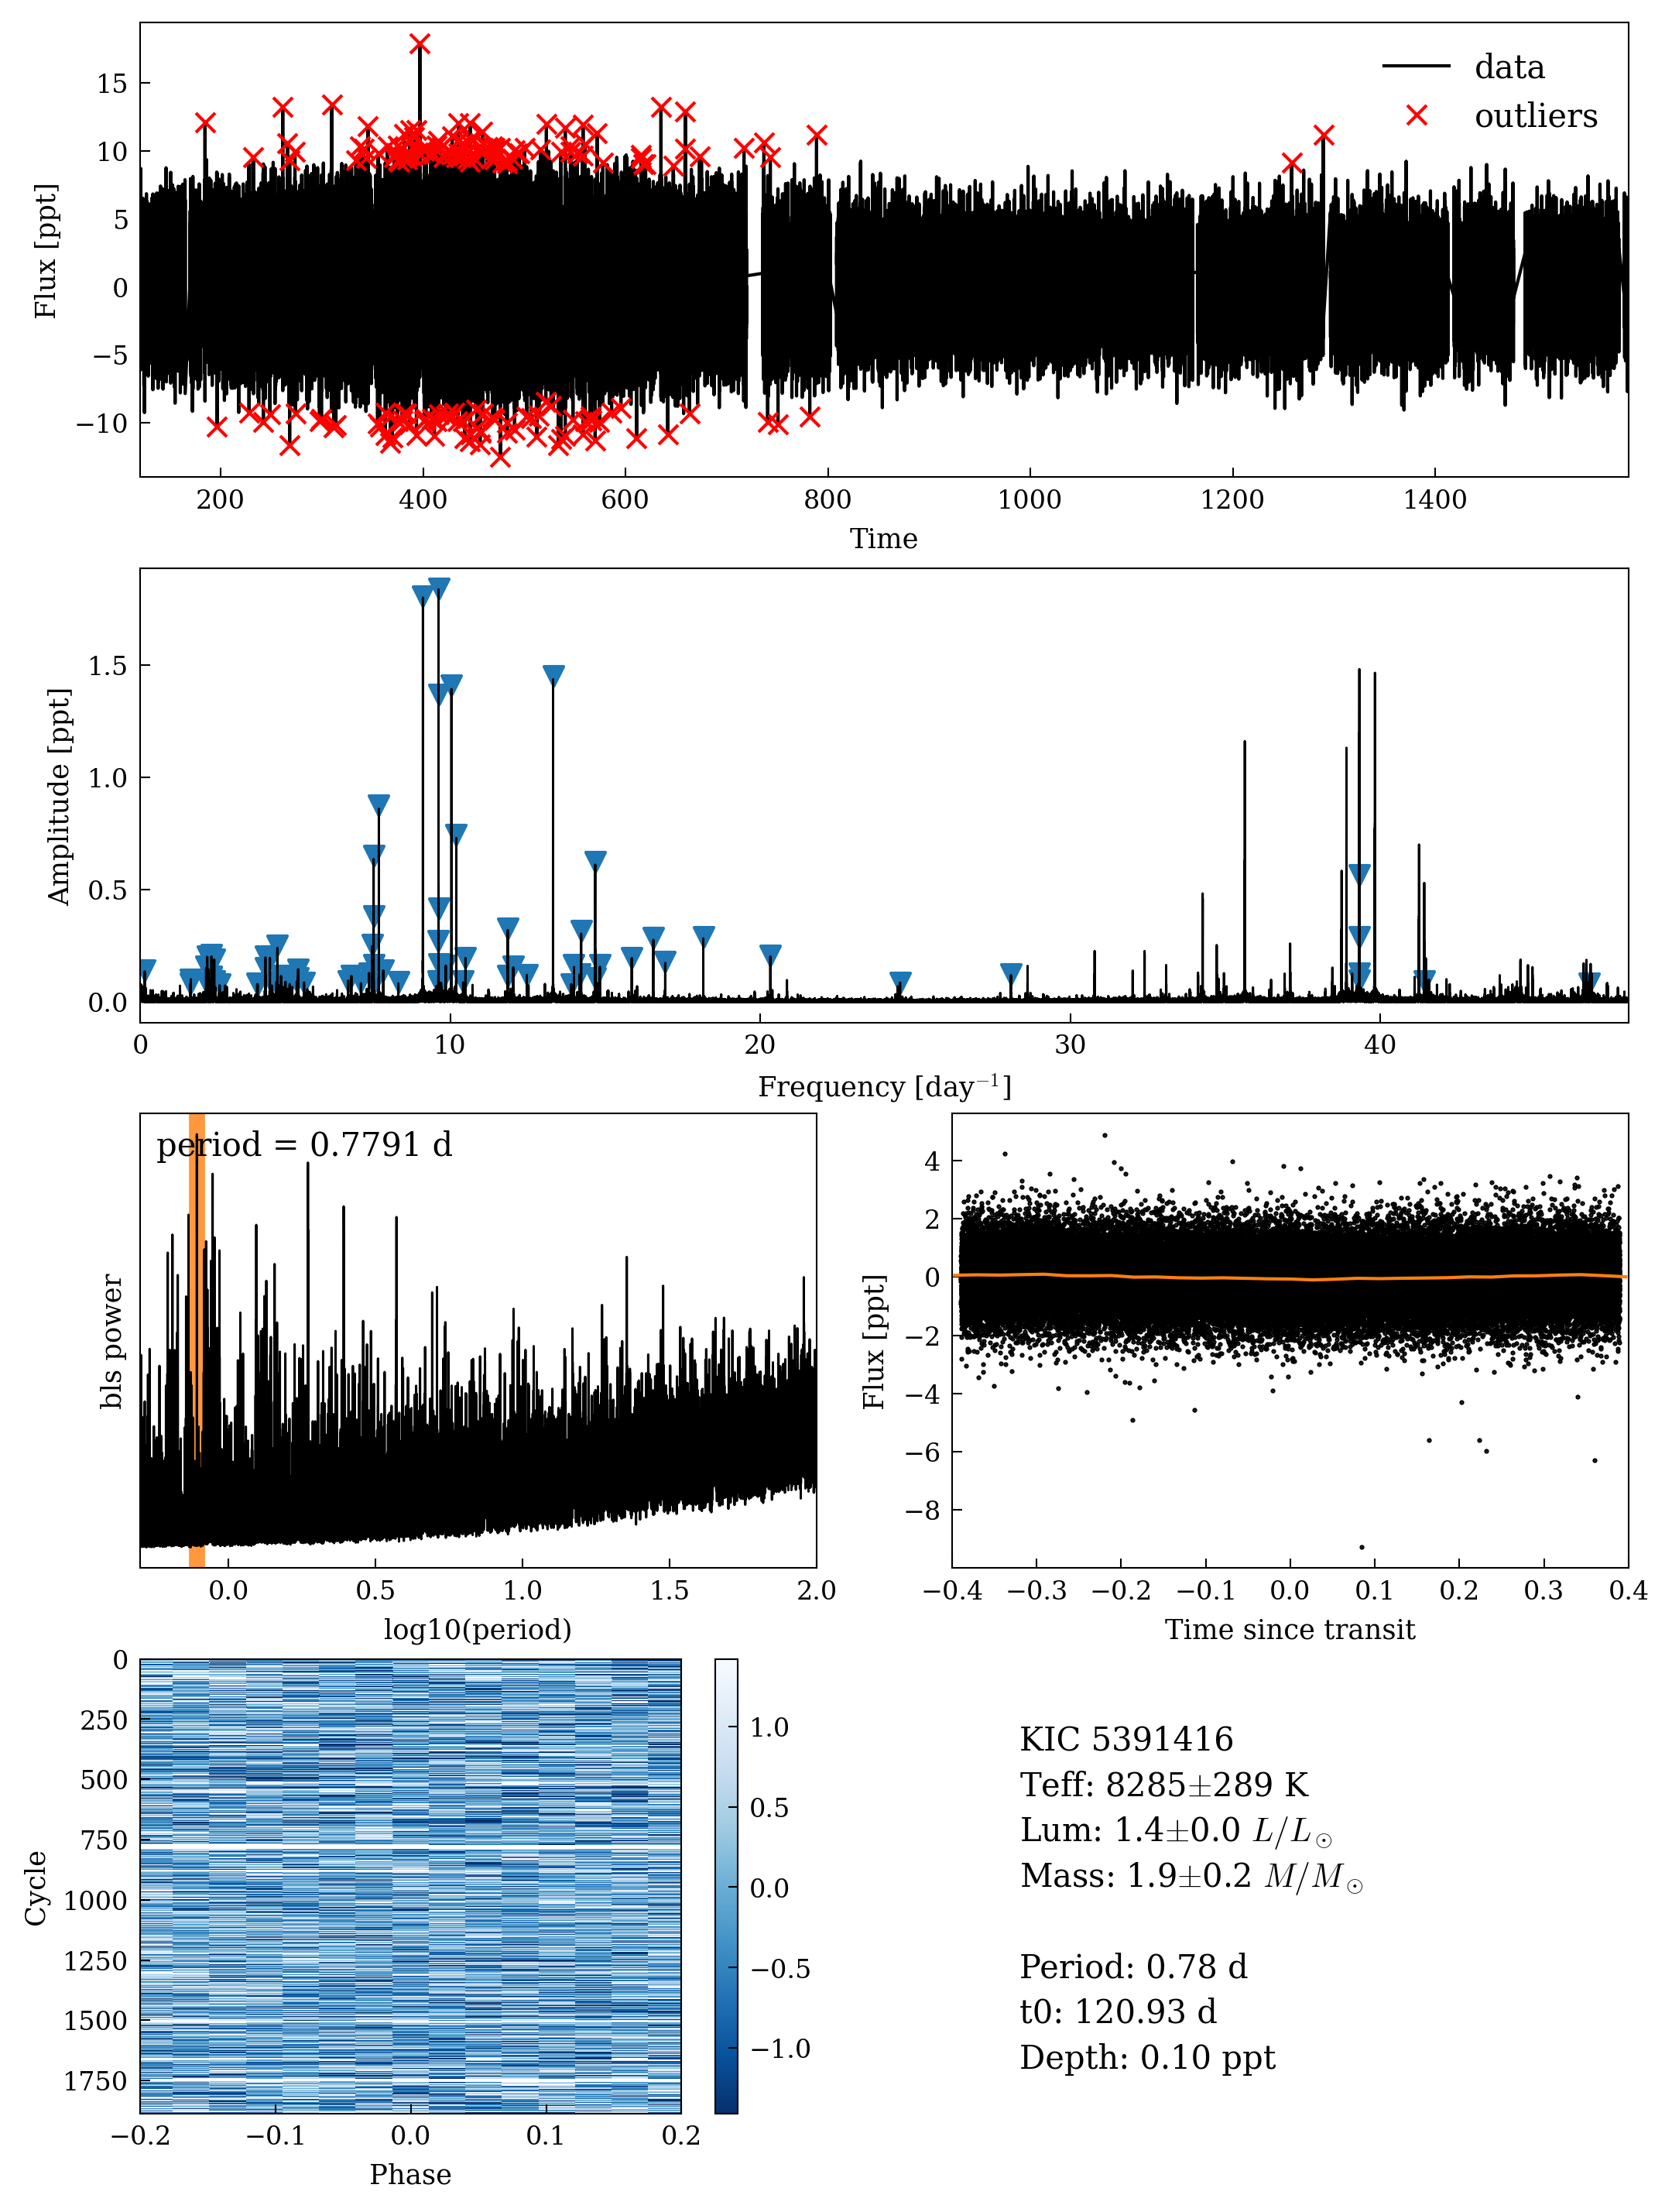 data
outliers
15
10
5
0
−5
−10
Flux [ppt]
200 400 600 800 1000 1200 1400
Time
1.5
1.0
0.5
0.0
Amplitude [ppt]
0 10 20 30 40
Frequency [day⁻¹]
period = 0.7791 d
bls power
0.0 0.5 1.0 1.5 2.0
log10(period)
4
2
0
−2
−4
−6
−8
Flux [ppt]
−0.4 −0.3 −0.2 −0.1 0.0 0.1 0.2 0.3 0.4
Time since transit
0
250
500
750
1000
1250
1500
1750
Cycle
−0.2 −0.1 0.0 0.1 0.2
Phase
1.0
0.5
0.0
−0.5
−1.0
KIC 5391416
Teff: 8285±289 K
Lum: 1.4±0.0 L/L⊙
Mass: 1.9±0.2 M/M⊙
Period: 0.78 d
t0: 120.93 d
Depth: 0.10 ppt